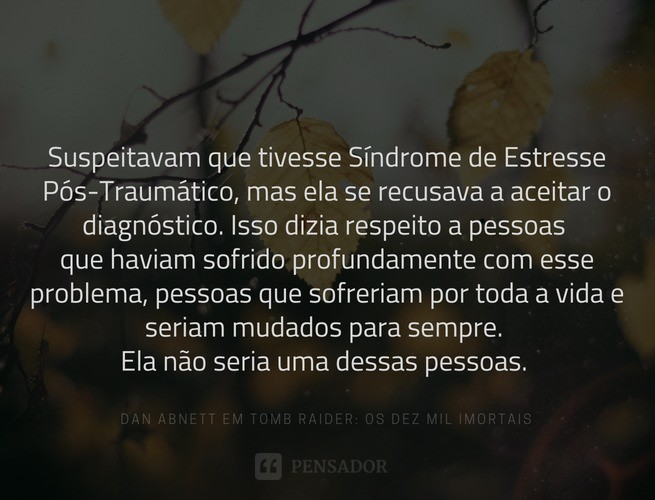 Suspeitavam que tivesse Síndrome de Estresse
Pós-Traumático, mas ela se recusava a aceitar o
diagnóstico. Isso dizia respeito a pessoas
que haviam sofrido profundamente com esse
problema, pessoas que sofreriam por toda a vida e
seriam mudados para sempre.
Ela não seria uma dessas pessoas.
DAN ABNETT EM TOMB RAIDER: OS DEZ MIL IMORTAIS
PENSADOR